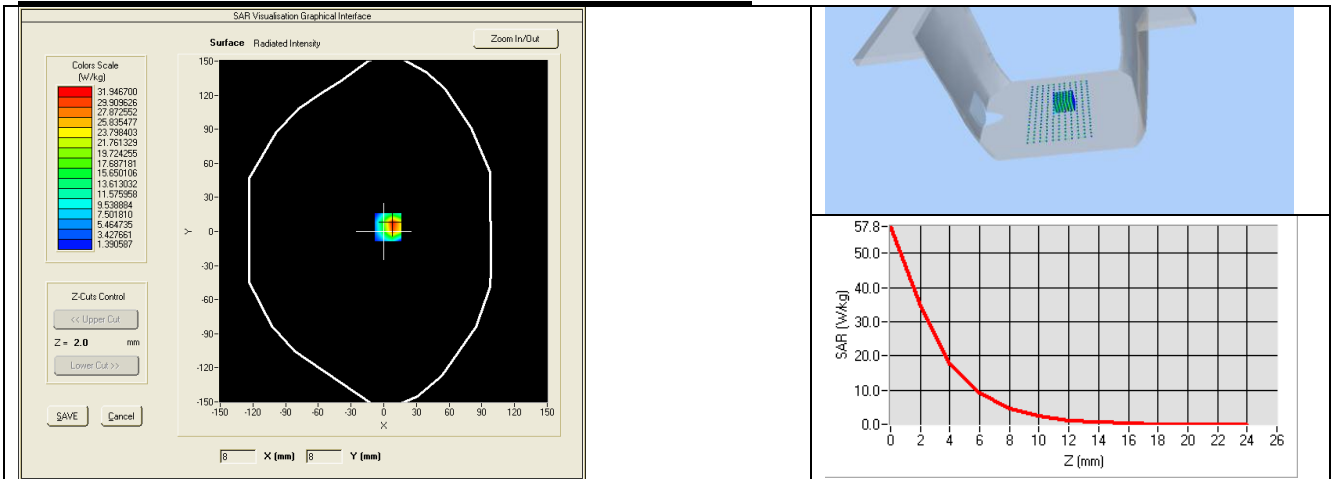 SAR Visualisation Graphical Interface
Surface Radiated Intensity
Zoom In/Out
Colors Scale
(W/kg)
31.946700
29.909626
27.872552
25.835477
23.798403
21.761329
19.724255
17.687181
15.650106
13.613032
11.575958
9.538884
7.501810
5.464735
3.427661
1.390587
Z-Cuts Control
<< Upper Cut
Z = 2.0 mm
Lower Cut >>
SAVE Cancel
150-
120-
90-
60-
30-
0-
-30-
-60-
-90-
-120-
-150-
Y
-150 -120 -90 -60 -30 0 30 60 90 120 150
X
8 X (mm) 8 Y (mm)
57.8-
50.0-
40.0-
30.0-
20.0-
10.0-
0.0-
SAR (W/kg)
0 2 4 6 8 10 12 14 16 18 20 22 24 26
Z (mm)